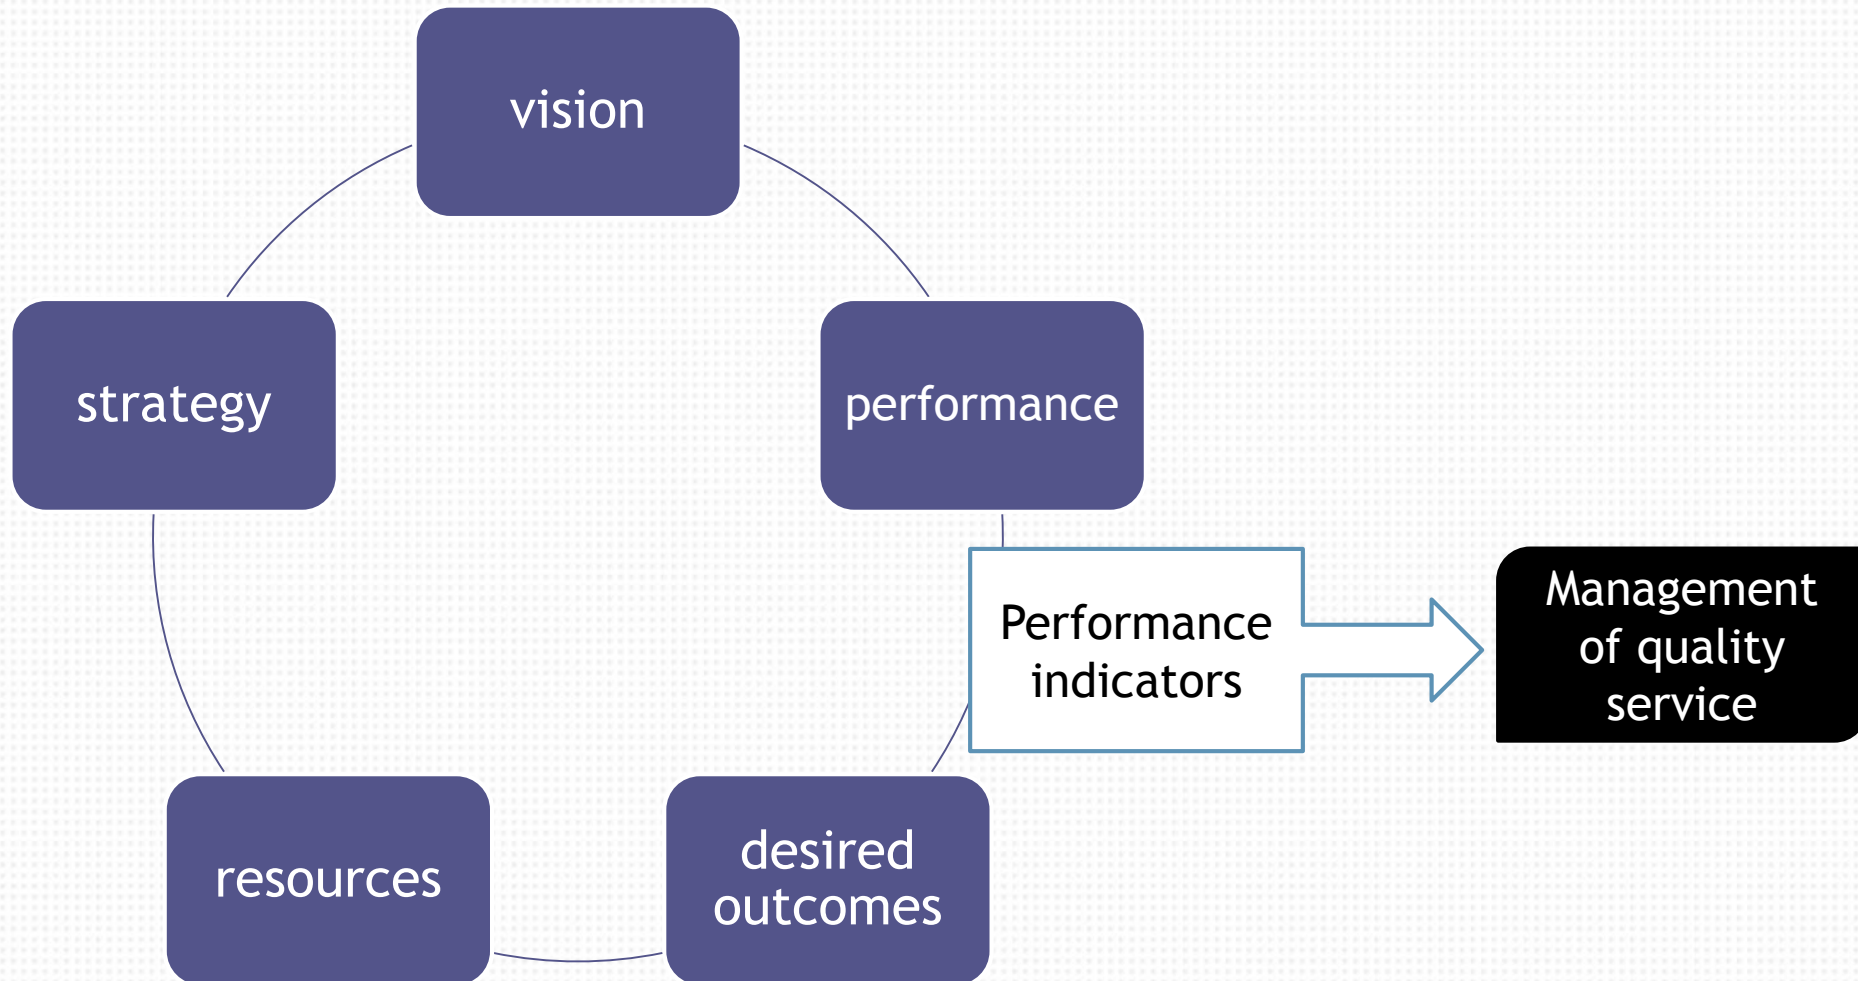 vision
strategy
performance
Performance
indicators
Management
of quality
service
resources
desired
outcomes